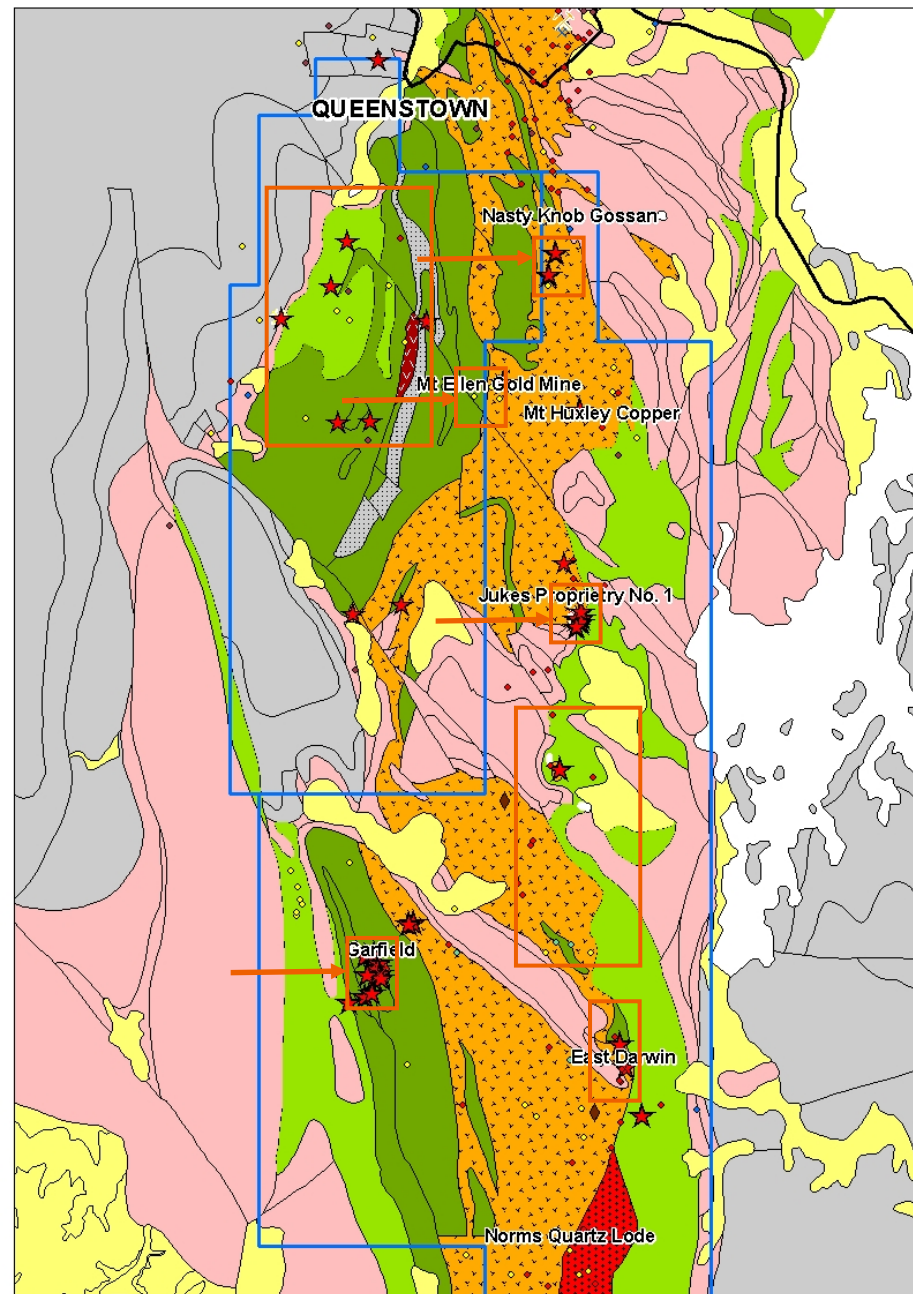 QUEENSTOWN
Nasty Knob Gossan
Mt Ellen Gold Mine
Mt Huxley Copper
Jukes Proprietry No. 1
Garfield
East Darwin
Norms Quartz Lode